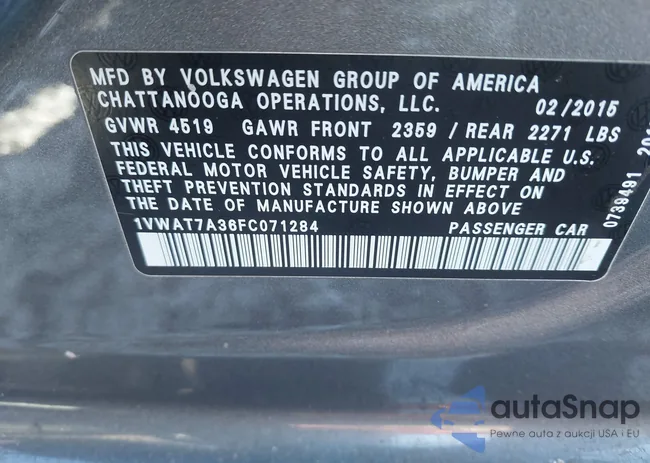 MFD BY VOLKSWAGEN GROUP OF AMERICA
CHATTANOOGA OPERATIONS, LLC. 02/2015
GVWR 4519 GAWR FRONT 2359 / REAR 2271 LBS
THIS VEHICLE CONFORMS TO ALL APPLICABLE U.S.
FEDERAL MOTOR VEHICLE SAFETY, BUMPER AND
THEFT PREVENTION STANDARDS IN EFFECT ON
THE DATE OF MANUFACTURE SHOWN ABOVE
1VWAT7A36FC071284 PASSENGER CAR
0739491
autaSnap
Pewne auta z aukcji USA i EU